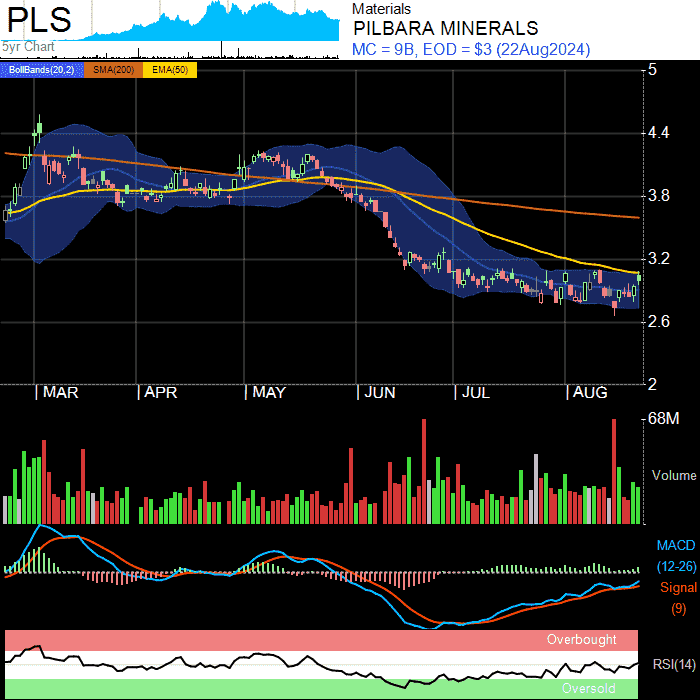 PLS
5yr Chart
Materials
PILBARA MINERALS
MC = 9B, EOD = $3 (22Aug2024)
BollBands(20,2) SMA(200) EMA(50)
5
4.4
3.8
3.2
2.6
2
MAR APR MAY JUN JUL AUG
68M
Volume
MACD
(12-26)
Signal
(9)
Overbought
RSI(14)
Oversold